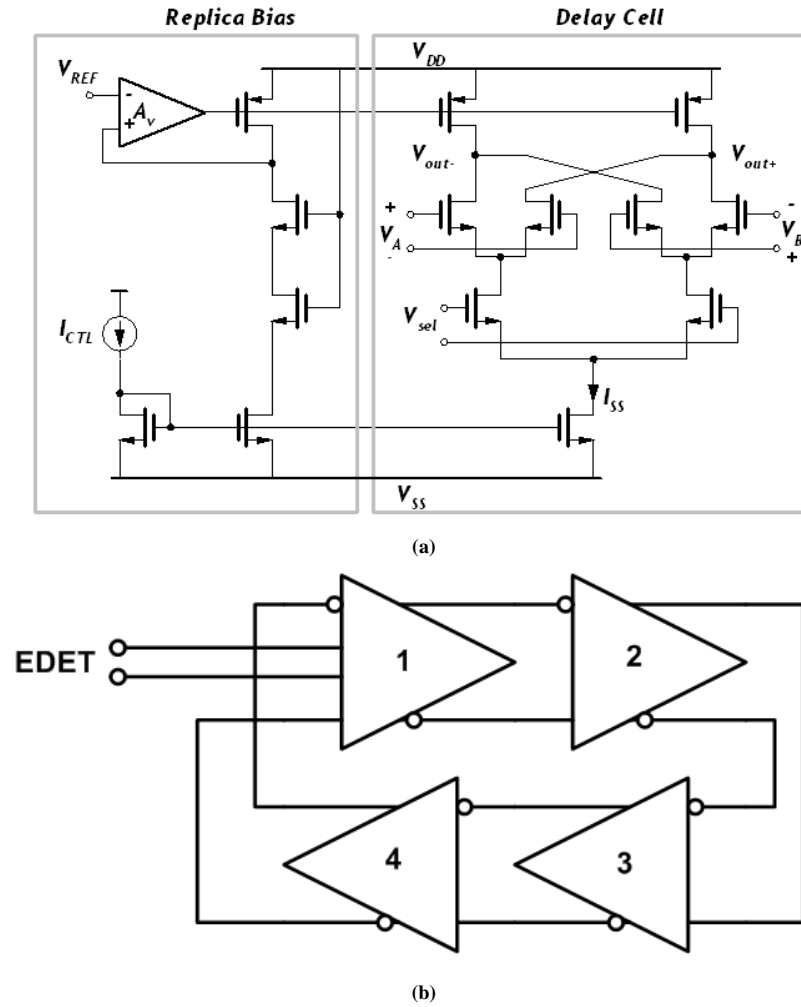 Replica Bias
Delay Cell
V_DD
V_REF
-
A_v
+
V_out-
V_out+
+
V_A
-
-
V_B
+
I_CTL
V_sel
I_SS
V_SS
(a)
EDET
1
2
4
3
(b)